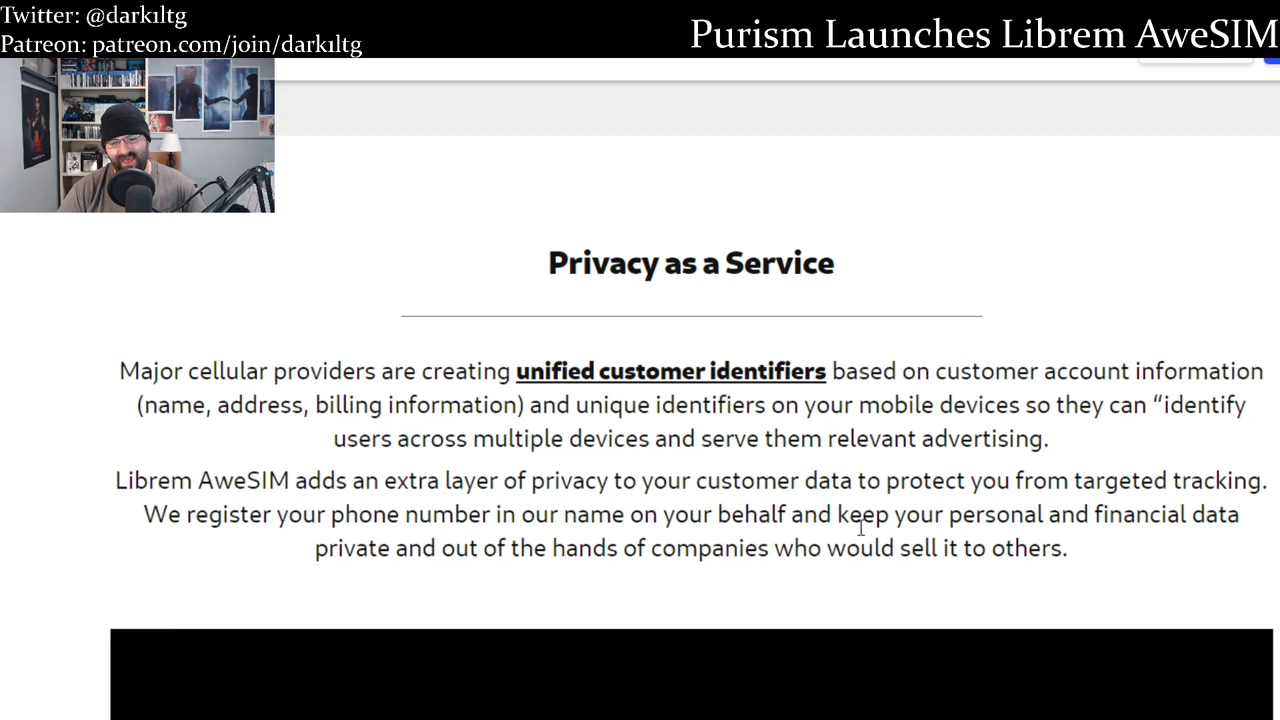 Twitter: @dark1ltg
Patreon: patreon.com/join/dark1ltg
Purism Launches Librem AweSIM
Privacy as a Service
Major cellular providers are creating unified customer identifiers based on customer account information
(name, address, billing information) and unique identifiers on your mobile devices so they can “identify
users across multiple devices and serve them relevant advertising.
Librem AweSIM adds an extra layer of privacy to your customer data to protect you from targeted tracking.
We register your phone number in our name on your behalf and keep your personal and financial data
private and out of the hands of companies who would sell it to others.